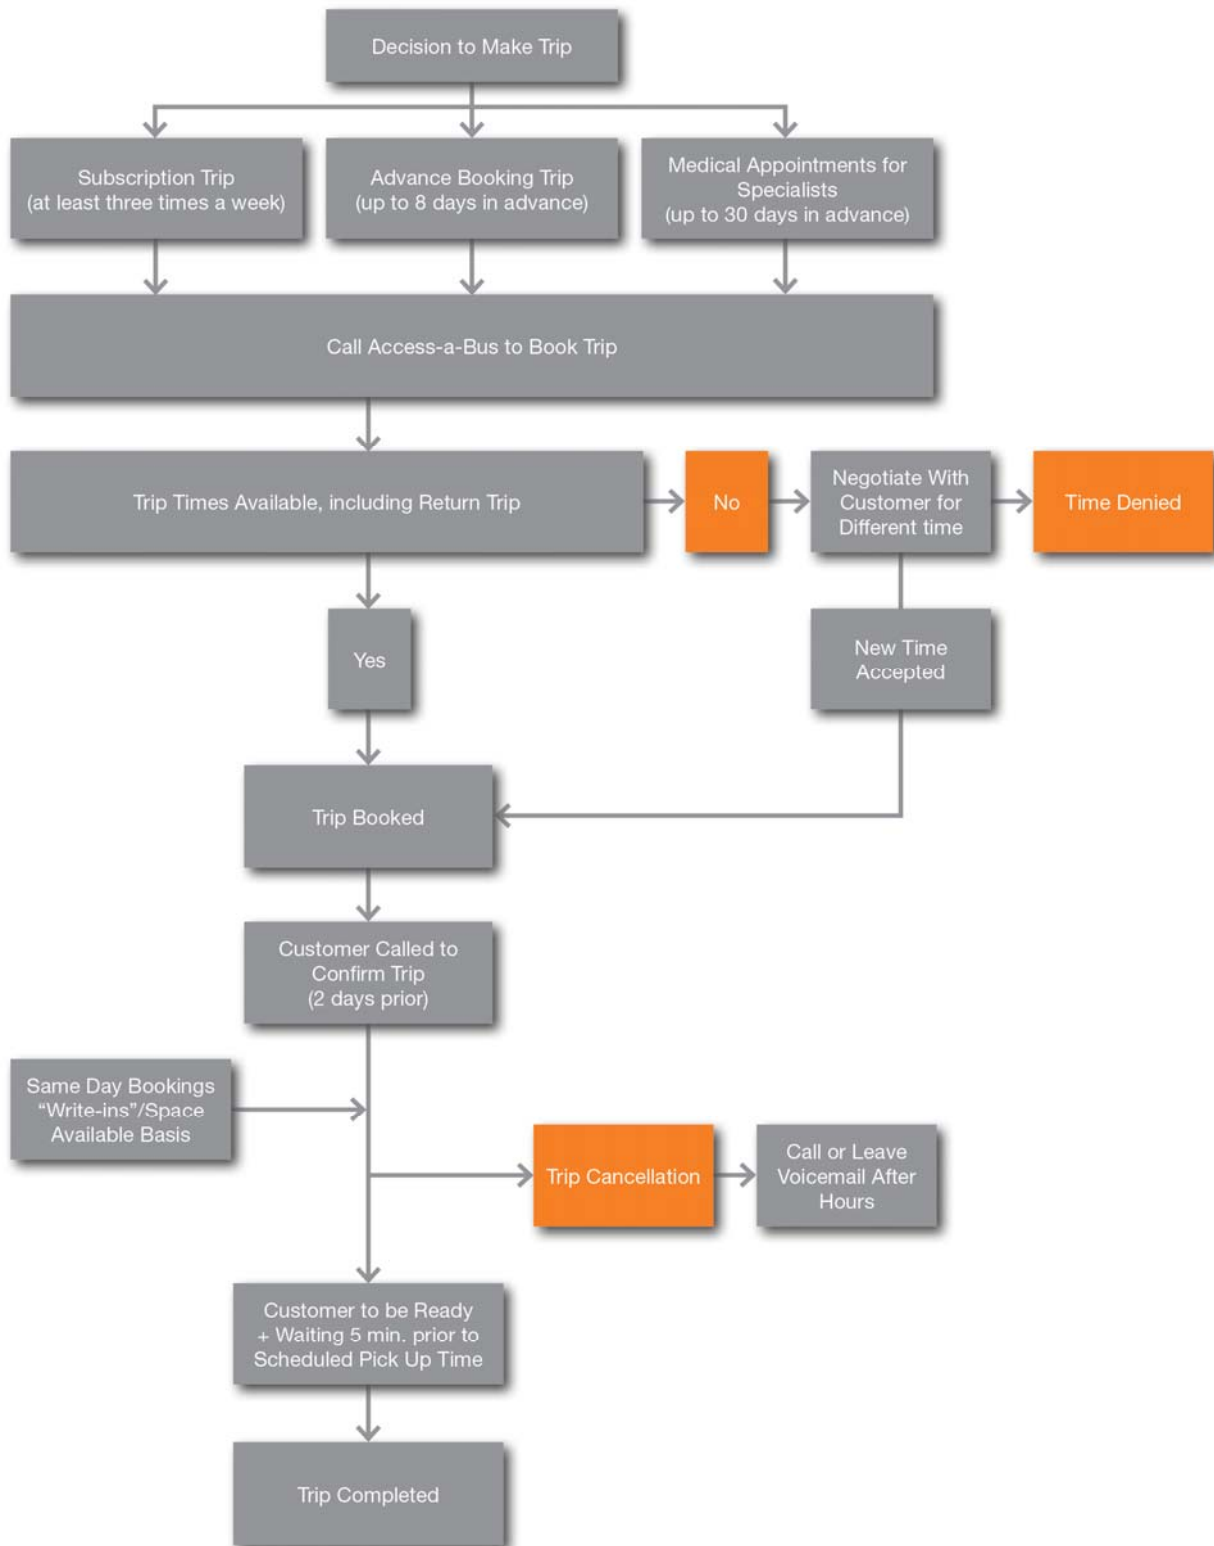 Decision to Make Trip
Subscription Trip
(at least three times a week)
Advance Booking Trip
(up to 8 days in advance)
Medical Appointments for
Specialists
(up to 30 days in advance)
Call Access-a-Bus to Book Trip
Trip Times Available, including Return Trip
No
Negotiate With
Customer for
Different time
Time Denied
Yes
New Time
Accepted
Trip Booked
Customer Called to
Confirm Trip
(2 days prior)
Same Day Bookings
“Write-ins”/Space
Available Basis
Trip Cancellation
Call or Leave
Voicemail After
Hours
Customer to be Ready
+ Waiting 5 min. prior to
Scheduled Pick Up Time
Trip Completed